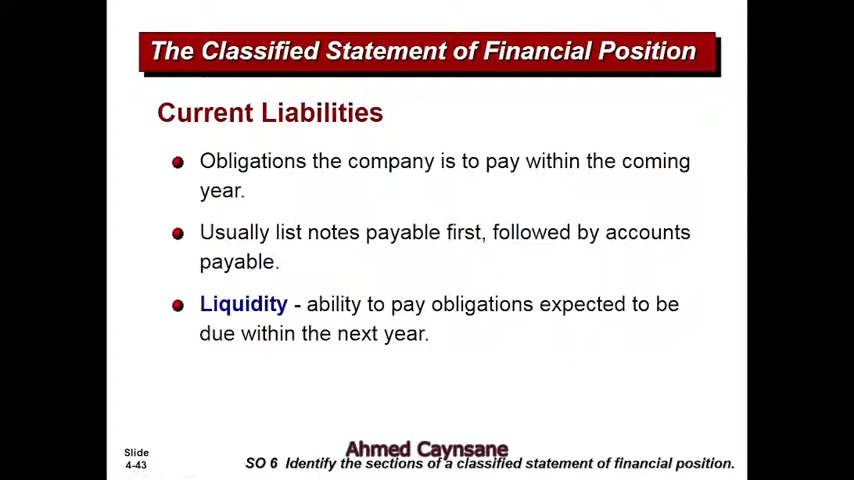 The Classified Statement of Financial Position
Current Liabilities
Obligations the company is to pay within the coming
year.
Usually list notes payable first, followed by accounts
payable.
Liquidity - ability to pay obligations expected to be
due within the next year.
Slide
4-43
Ahmed Caynsane
SO 6 Identify the sections of a classified statement of financial position.